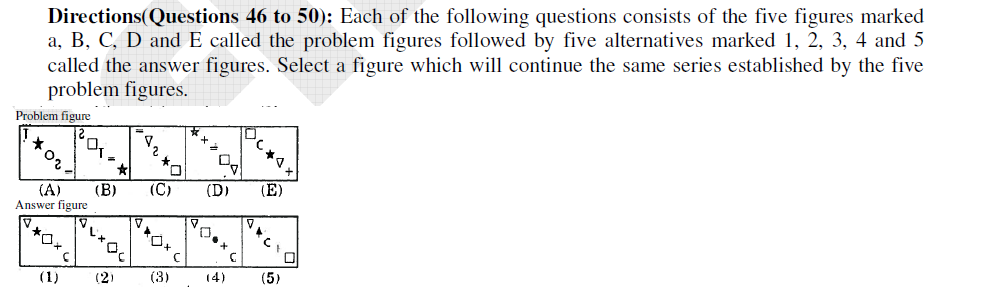 Directions(Questions 46 to 50): Each of the following questions consists of the five figures marked
a, B, C, D and E called the problem figures followed by five alternatives marked 1, 2, 3, 4 and 5
called the answer figures. Select a figure which will continue the same series established by the five
problem figures.
Problem figure
(A) (B) (C) (D) (E)
Answer figure
(1) (2) (3) (4) (5)